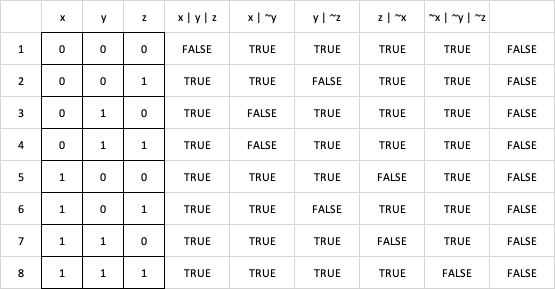 x y z x | y | z x | ~y y | ~z z | ~x ~x | ~y | ~z
1 0 0 0 FALSE TRUE TRUE TRUE TRUE FALSE
2 0 0 1 TRUE TRUE FALSE TRUE TRUE FALSE
3 0 1 0 TRUE FALSE TRUE TRUE TRUE FALSE
4 0 1 1 TRUE FALSE TRUE TRUE TRUE FALSE
5 1 0 0 TRUE TRUE TRUE FALSE TRUE FALSE
6 1 0 1 TRUE TRUE FALSE TRUE TRUE FALSE
7 1 1 0 TRUE TRUE TRUE FALSE TRUE FALSE
8 1 1 1 TRUE TRUE TRUE TRUE FALSE FALSE